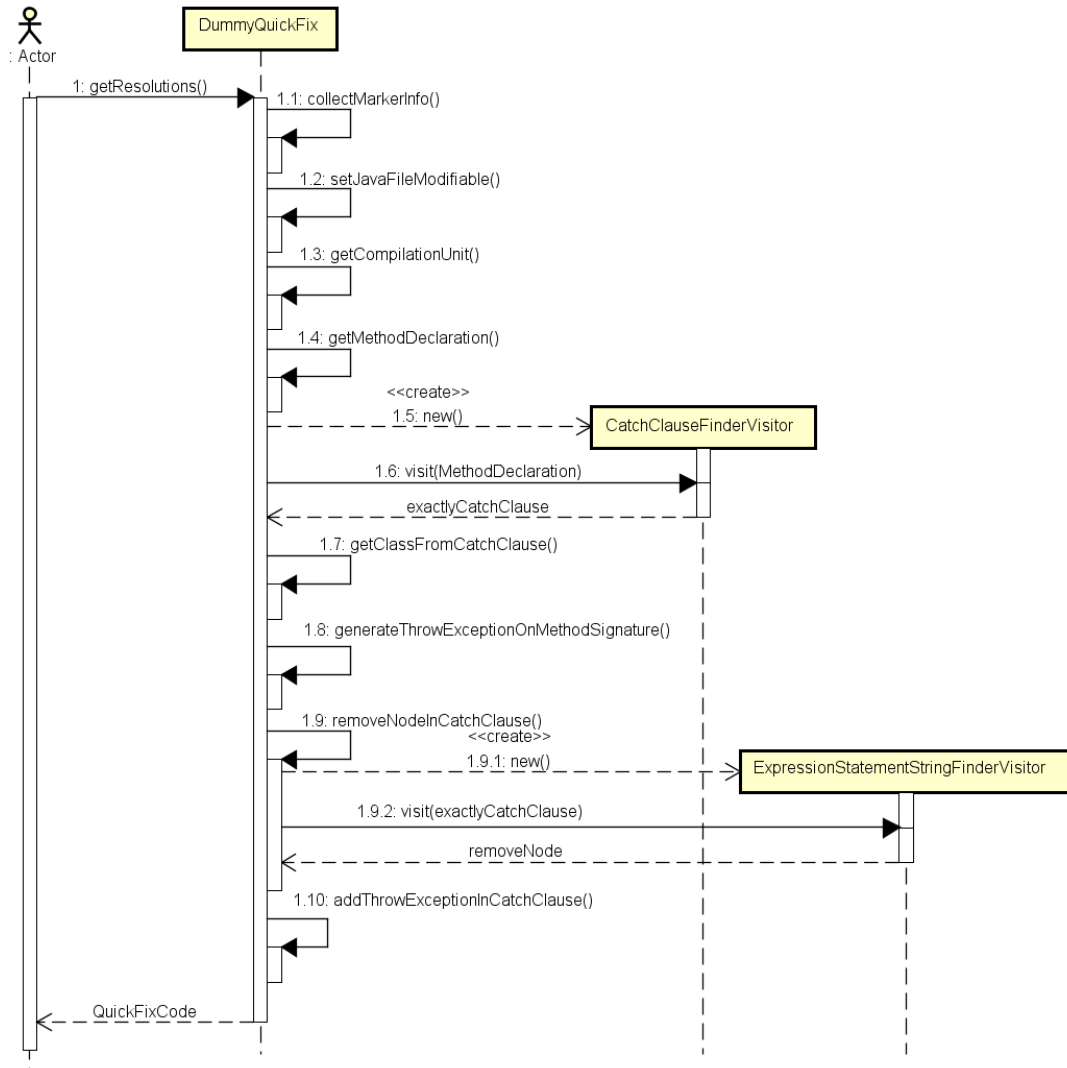 DummyQuickFix
: Actor
1: getResolutions()
1.1: collectMarkerInfo()
1.2: setJavaFileModifiable()
1.3: getCompilationUnit()
1.4: getMethodDeclaration()
<<create>>
1.5: new()
CatchClauseFinderVisitor
1.6: visit(MethodDeclaration)
exactlyCatchClause
1.7: getClassFromCatchClause()
1.8: generateThrowExceptionOnMethodSignature()
1.9: removeNodeInCatchClause()
<<create>>
1.9.1: new()
ExpressionStatementStringFinderVisitor
1.9.2: visit(exactlyCatchClause)
removeNode
1.10: addThrowExceptionInCatchClause()
QuickFixCode